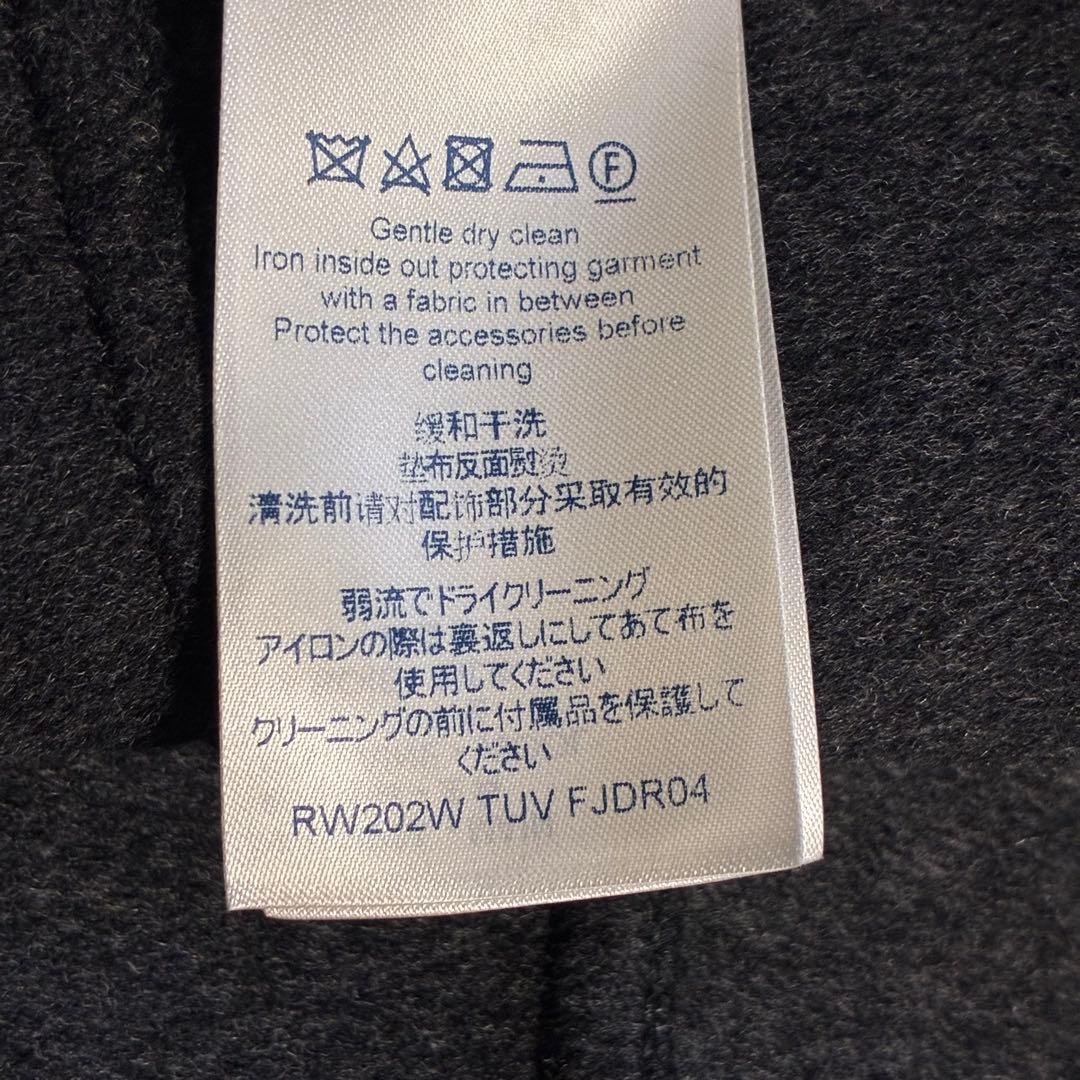 F
Gentle dry clean
Iron inside out protecting garment
with a fabric in between
Protect the accessories before
cleaning
缓和干洗
垫布反面熨烫
清洗前请对配饰部分采取有效的
保护措施
弱流でドライクリーニング
アイロンの際は裏返しにしてあて布を
使用してください
クリーニングの前に付属品を保護して
ください
RW202W TUV FJDR04